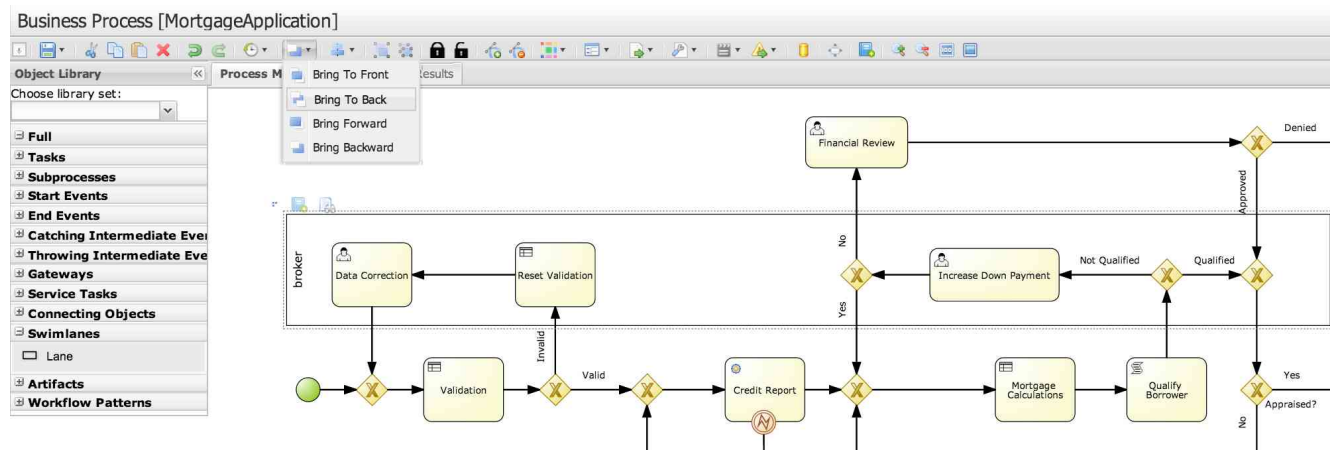 Business Process [MortgageApplication]
Object Library
Choose library set:
Full
Tasks
Subprocesses
Start Events
End Events
Catching Intermediate Ever
Throwing Intermediate Eve
Gateways
Service Tasks
Connecting Objects
Swimlanes
Lane
Artifacts
Workflow Patterns
Process M
Results
Bring To Front
Bring To Back
Bring Forward
Bring Backward
Financial Review
Denied
Approved
broker
Data Correction
Reset Validation
No
Increase Down Payment
Not Qualified
Qualified
Yes
Invalid
Validation
Valid
Credit Report
Mortgage
Calculations
Qualify
Borrower
Yes
Appraised?
No